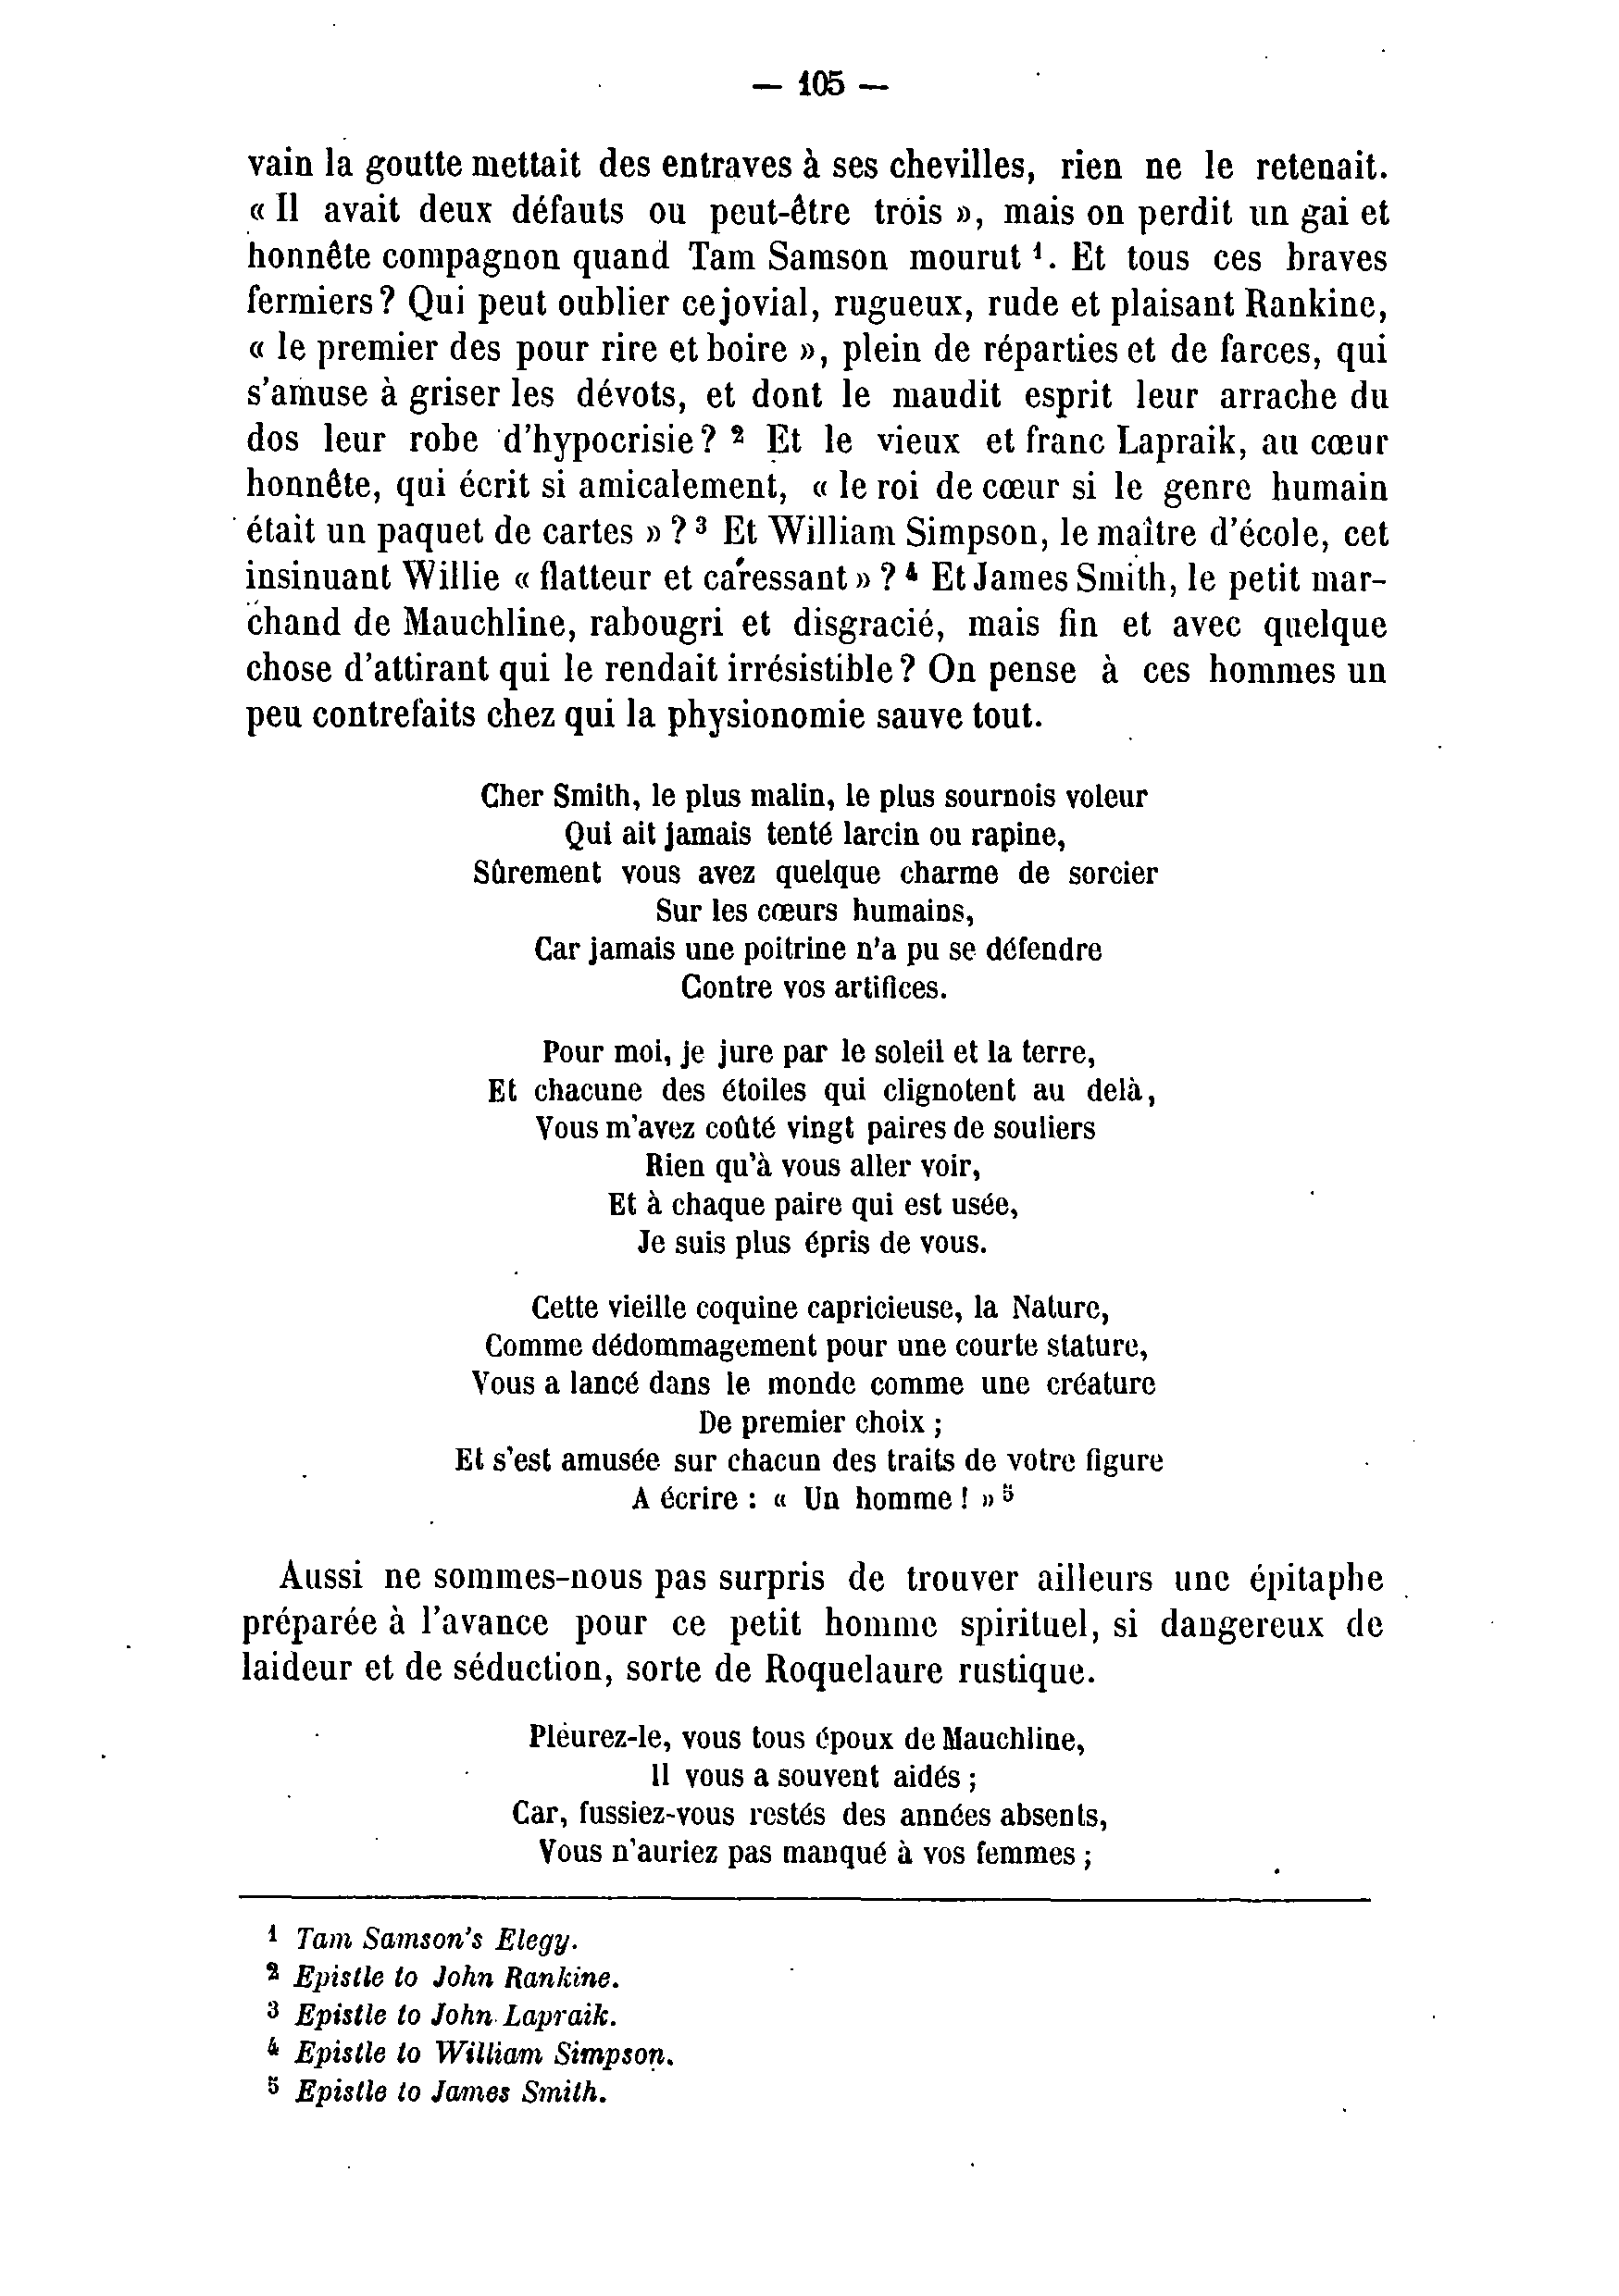 — 105 —
vain la goutte mettait des entraves à ses chevilles, rien ne le retenait.
« Il avait deux défauts ou peut-être trois », mais on perdit un gai et
honnête compagnon quand Tam Samson mourut ¹. Et tous ces braves
fermiers? Qui peut oublier ce jovial, rugueux, rude et plaisant Rankine,
« le premier des pour rire et boire », plein de réparties et de farces, qui
s'amuse à griser les dévots, et dont le maudit esprit leur arrache du
dos leur robe d'hypocrisie? ² Et le vieux et franc Lapraik, au cœur
honnête, qui écrit si amicalement, « le roi de cœur si le genre humain
était un paquet de cartes » ? ³ Et William Simpson, le maître d'école, cet
insinuant Willie « flatteur et caressant » ? ⁴ Et James Smith, le petit mar-
chand de Mauchline, rabougri et disgracié, mais fin et avec quelque
chose d'attirant qui le rendait irrésistible? On pense à ces hommes un
peu contrefaits chez qui la physionomie sauve tout.
Cher Smith, le plus malin, le plus sournois voleur
Qui ait jamais tenté larcin ou rapine,
Sûrement vous avez quelque charme de sorcier
Sur les cœurs humains,
Car jamais une poitrine n'a pu se défendre
Contre vos artifices.
Pour moi, je jure par le soleil et la terre,
Et chacune des étoiles qui clignotent au delà,
Vous m'avez coûté vingt paires de souliers
Rien qu'à vous aller voir,
Et à chaque paire qui est usée,
Je suis plus épris de vous.
Cette vieille coquine capricieuse, la Nature,
Comme dédommagement pour une courte stature,
Vous a lancé dans le monde comme une créature
De premier choix ;
Et s'est amusée sur chacun des traits de votre figure
A écrire : « Un homme ! » ⁵
Aussi ne sommes-nous pas surpris de trouver ailleurs une épitaphe
préparée à l'avance pour ce petit homme spirituel, si dangereux de
laideur et de séduction, sorte de Roquelaure rustique.
Pleurez-le, vous tous époux de Mauchline,
Il vous a souvent aidés ;
Car, fussiez-vous restés des années absents,
Vous n'auriez pas manqué à vos femmes ;
¹ Tam Samson's Elegy.
² Epistle to John Rankine.
³ Epistle to John Lapraik.
⁴ Epistle to William Simpson.
⁵ Epistle to James Smith.